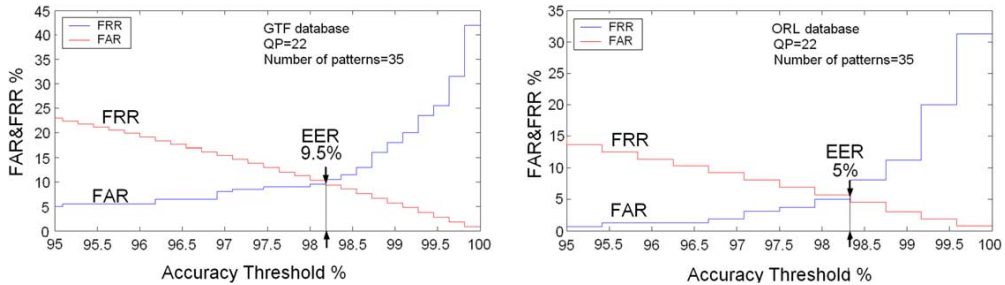 FRR
FAR
GTF database
QP=22
Number of patterns=35
FAR&FRR %
45
40
35
30
25
20
15
10
5
0
FRR
FAR
EER
9.5%
95 95.5 96 96.5 97 97.5 98 98.5 99 99.5 100
Accuracy Threshold %
FRR
FAR
ORL database
QP=22
Number of patterns=35
FAR&FRR %
35
30
25
20
15
10
5
0
FRR
FAR
EER
5%
95 95.5 96 96.5 97 97.5 98 98.5 99 99.5 100
Accuracy Threshold %